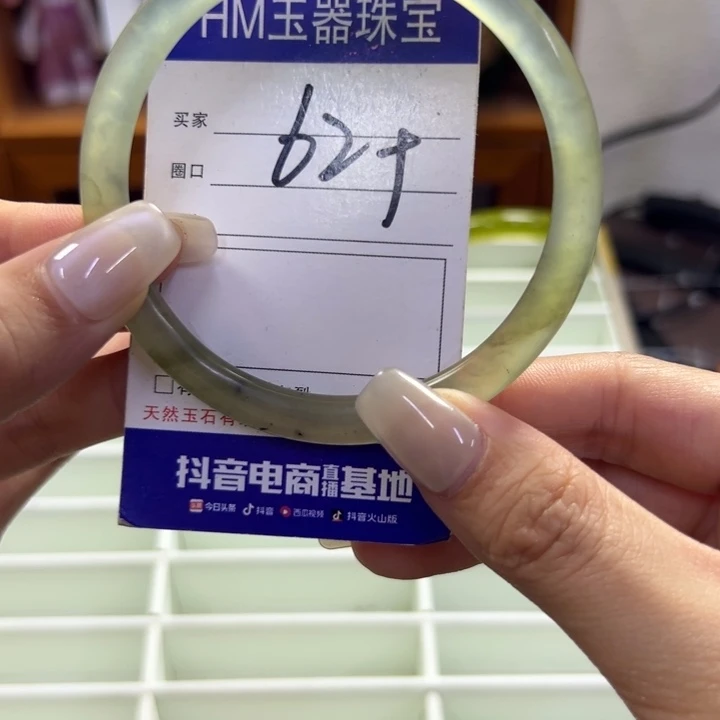 HM玉器珠宝
买家
圈口
62+
天然玉石有
抖音电商直播基地
今日头条 抖音 西瓜视频 抖音火山版